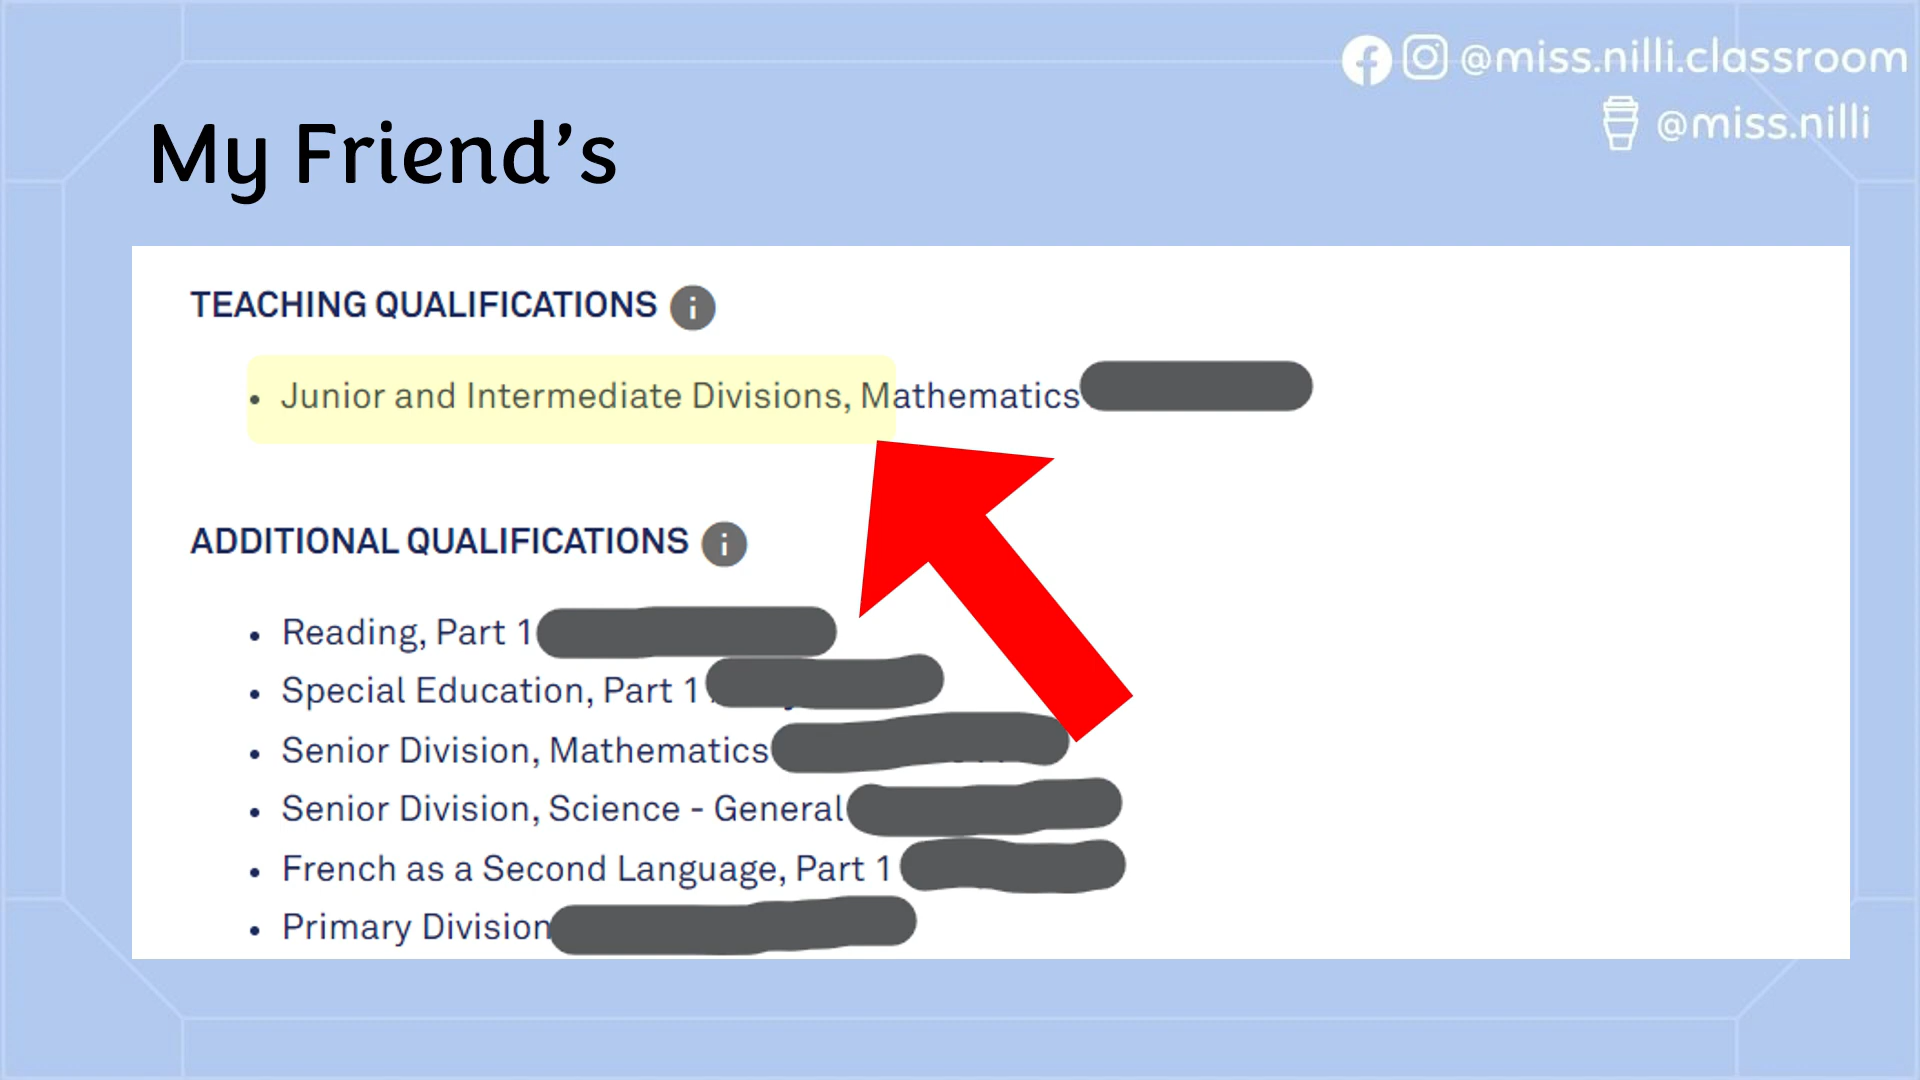 @miss.nilli.classroom
@miss.nilli
My Friend's
TEACHING QUALIFICATIONS i
• Junior and Intermediate Divisions, Mathematics
ADDITIONAL QUALIFICATIONS i
• Reading, Part 1
• Special Education, Part 1
• Senior Division, Mathematics
• Senior Division, Science - General
• French as a Second Language, Part 1
• Primary Division